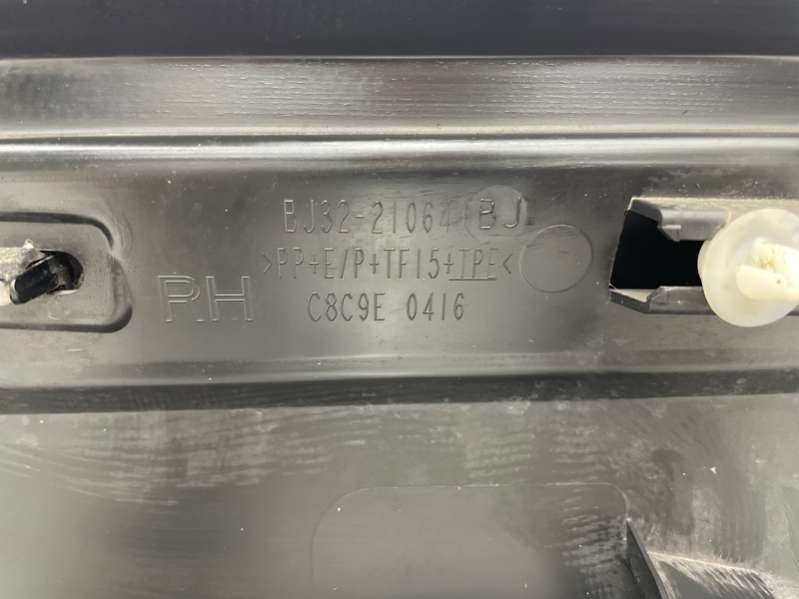 BJ32-21064 BJ-
>PP+E/P+TF15+TPE<
RH
C8C9E 0416